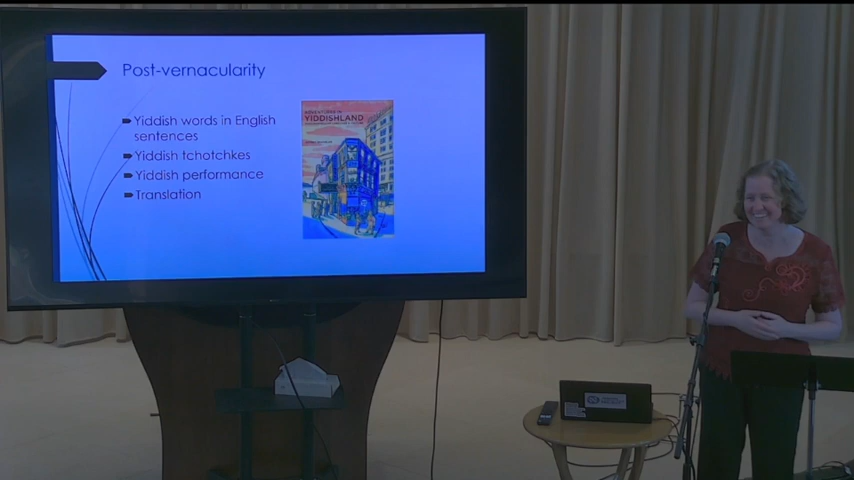 Post-vernacularity
Yiddish words in English
sentences
Yiddish tchotchkes
Yiddish performance
Translation
YIDDISHLAND